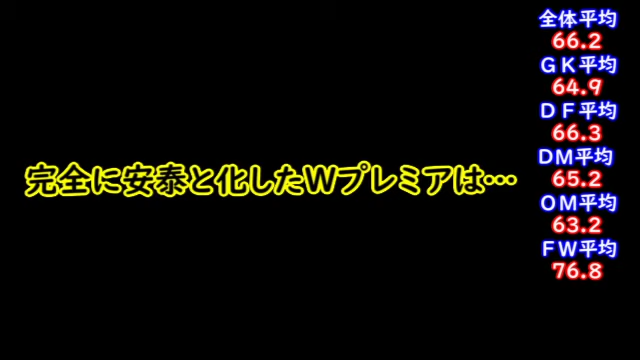 完全に安泰と化したWプレミアは…
全体平均
66.2
GK平均
64.9
DF平均
66.3
DM平均
65.2
OM平均
63.2
FW平均
76.8